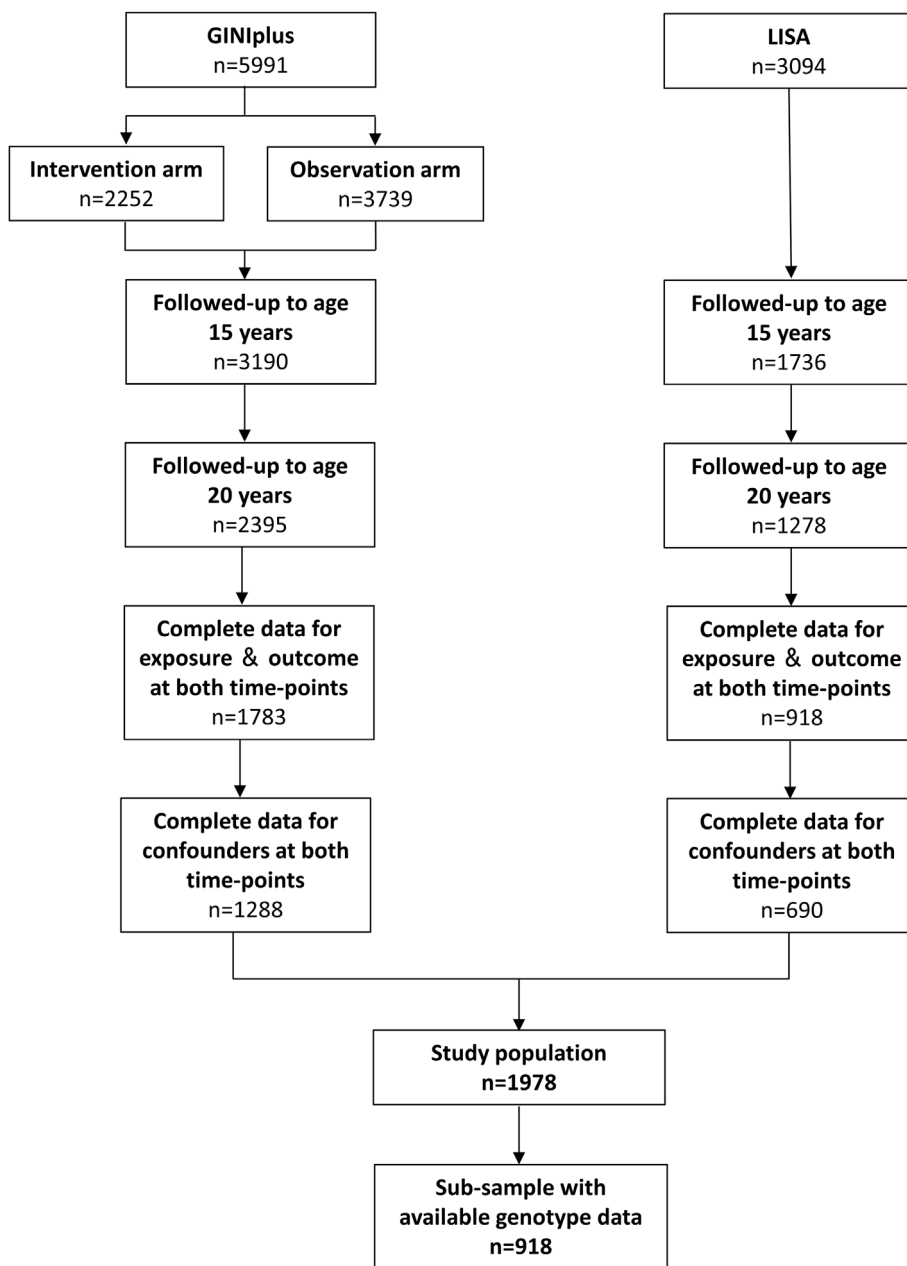 GINIplus
n=5991
LISA
n=3094
Intervention arm
n=2252
Observation arm
n=3739
Followed-up to age
15 years
n=3190
Followed-up to age
15 years
n=1736
Followed-up to age
20 years
n=2395
Followed-up to age
20 years
n=1278
Complete data for
exposure & outcome
at both time-points
n=1783
Complete data for
exposure & outcome
at both time-points
n=918
Complete data for
confounders at both
time-points
n=1288
Complete data for
confounders at both
time-points
n=690
Study population
n=1978
Sub-sample with
available genotype data
n=918